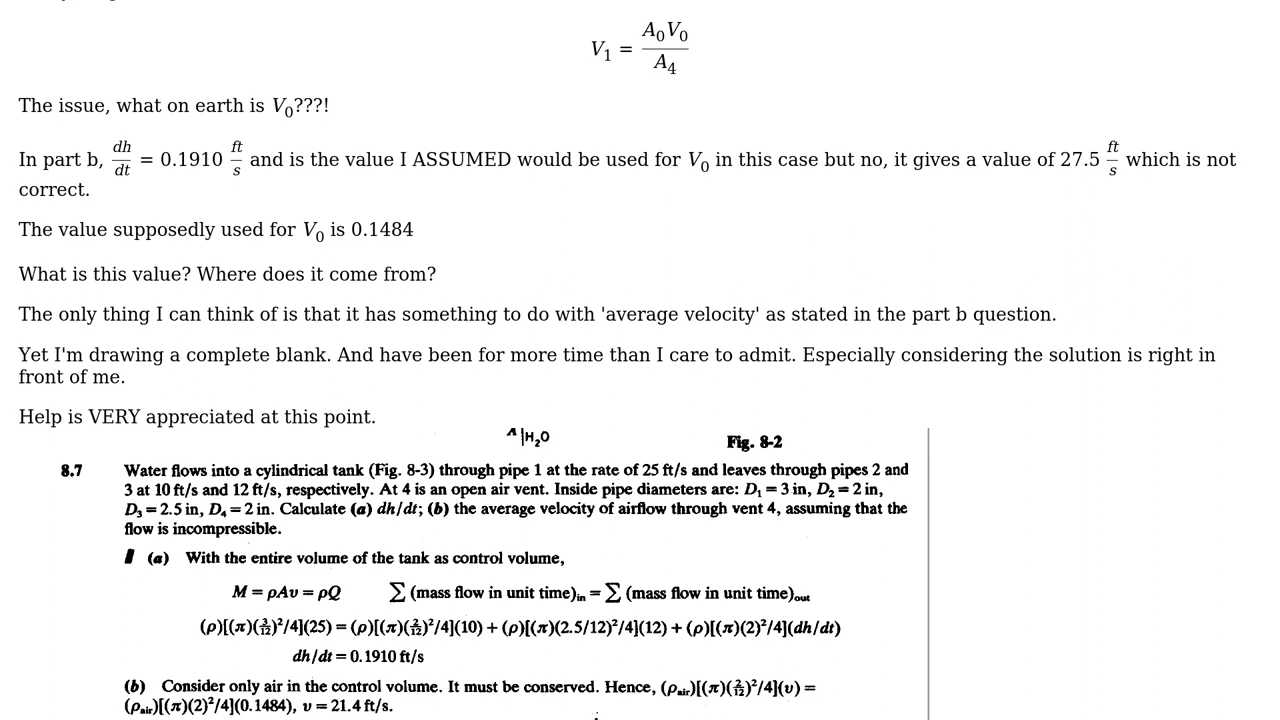 V₁ = A₀V₀ / A₄
The issue, what on earth is V₀???!
In part b, dh/dt = 0.1910 ft/s and is the value I ASSUMED would be used for V₀ in this case but no, it gives a value of 27.5 ft/s which is not
correct.
The value supposedly used for V₀ is 0.1484
What is this value? Where does it come from?
The only thing I can think of is that it has something to do with 'average velocity' as stated in the part b question.
Yet I'm drawing a complete blank. And have been for more time than I care to admit. Especially considering the solution is right in
front of me.
Help is VERY appreciated at this point.
A |H₂O Fig. 8-2
8.7 Water flows into a cylindrical tank (Fig. 8-3) through pipe 1 at the rate of 25 ft/s and leaves through pipes 2 and
3 at 10 ft/s and 12 ft/s, respectively. At 4 is an open air vent. Inside pipe diameters are: D₁ = 3 in, D₂ = 2 in,
D₃ = 2.5 in, D₄ = 2 in. Calculate (a) dh/dt; (b) the average velocity of airflow through vent 4, assuming that the
flow is incompressible.
(a) With the entire volume of the tank as control volume,
M = ρAv = ρQ ∑ (mass flow in unit time)in = ∑ (mass flow in unit time)out
(ρ)[(π)(3/12)²/4](25) = (ρ)[(π)(2/12)²/4](10) + (ρ)[(π)(2.5/12)²/4](12) + (ρ)[(π)(2)²/4](dh/dt)
dh/dt = 0.1910 ft/s
(b) Consider only air in the control volume. It must be conserved. Hence, (ρair)[(π)(2/12)²/4](v) =
(ρair)[(π)(2)²/4](0.1484), v = 21.4 ft/s.